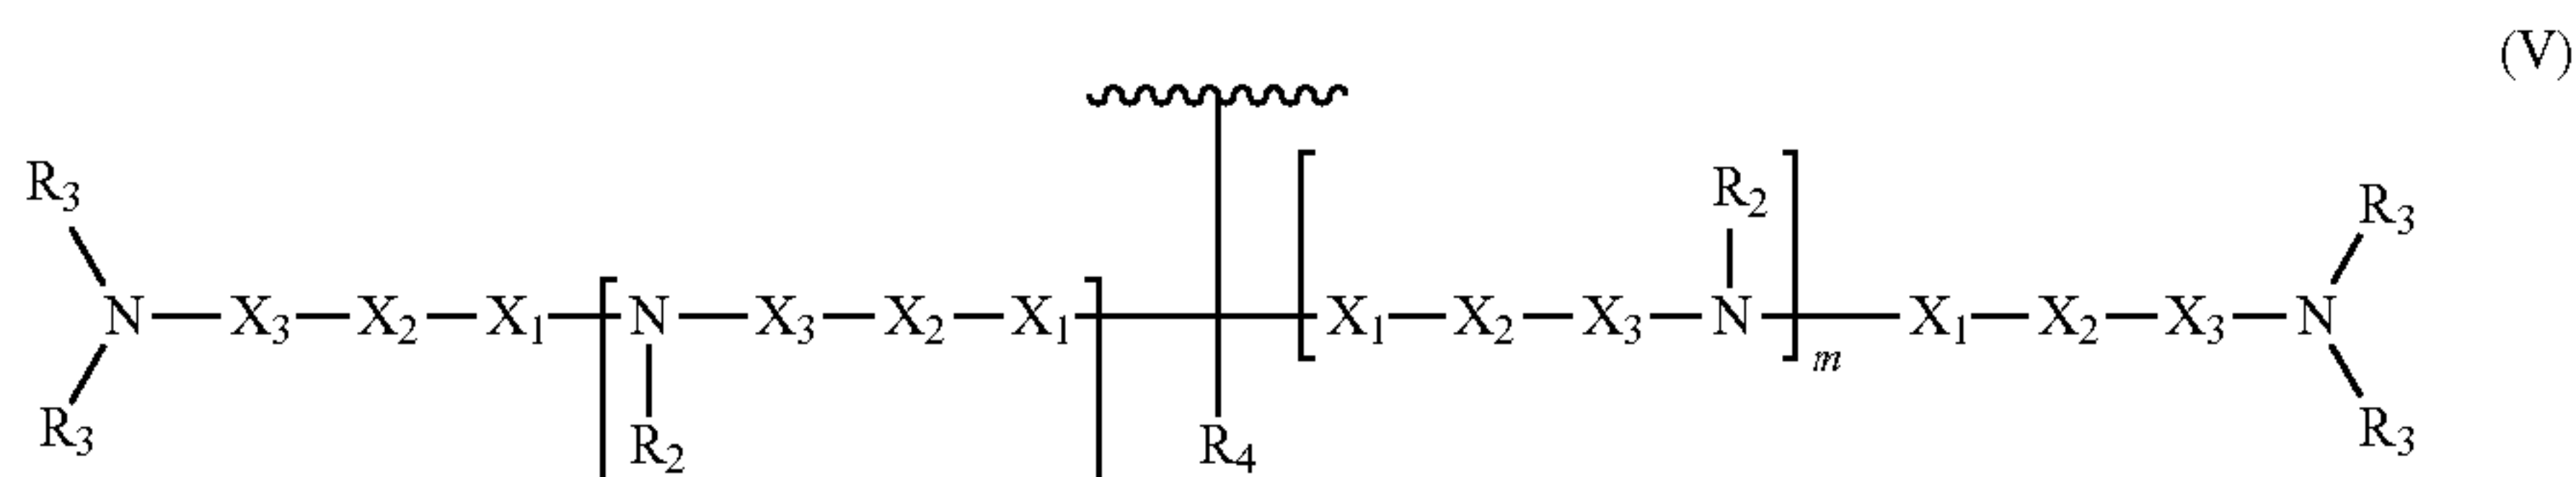 (V)
R₃ R₂ R₃
N—X₃—X₂—X₁—[N—X₃—X₂—X₁]—[X₁—X₂—X₃—N]ₘ—X₁—X₂—X₃—N
R₃ R₂ R₄ R₃